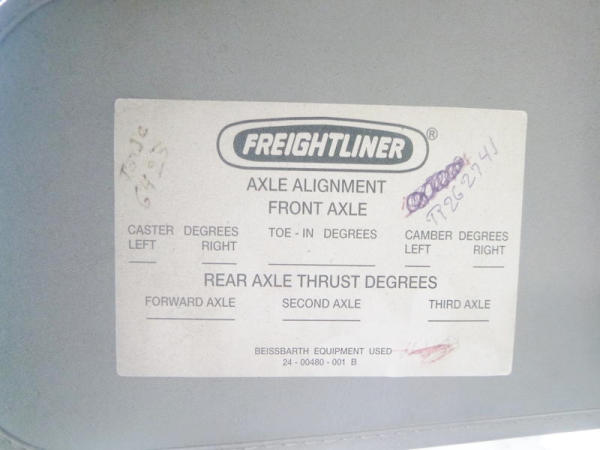 FREIGHTLINER ®
AXLE ALIGNMENT
FRONT AXLE
CASTER DEGREES TOE - IN DEGREES CAMBER DEGREES
LEFT RIGHT LEFT RIGHT
REAR AXLE THRUST DEGREES
FORWARD AXLE SECOND AXLE THIRD AXLE
BEISSBARTH EQUIPMENT USED
24 - 00480 - 001 B